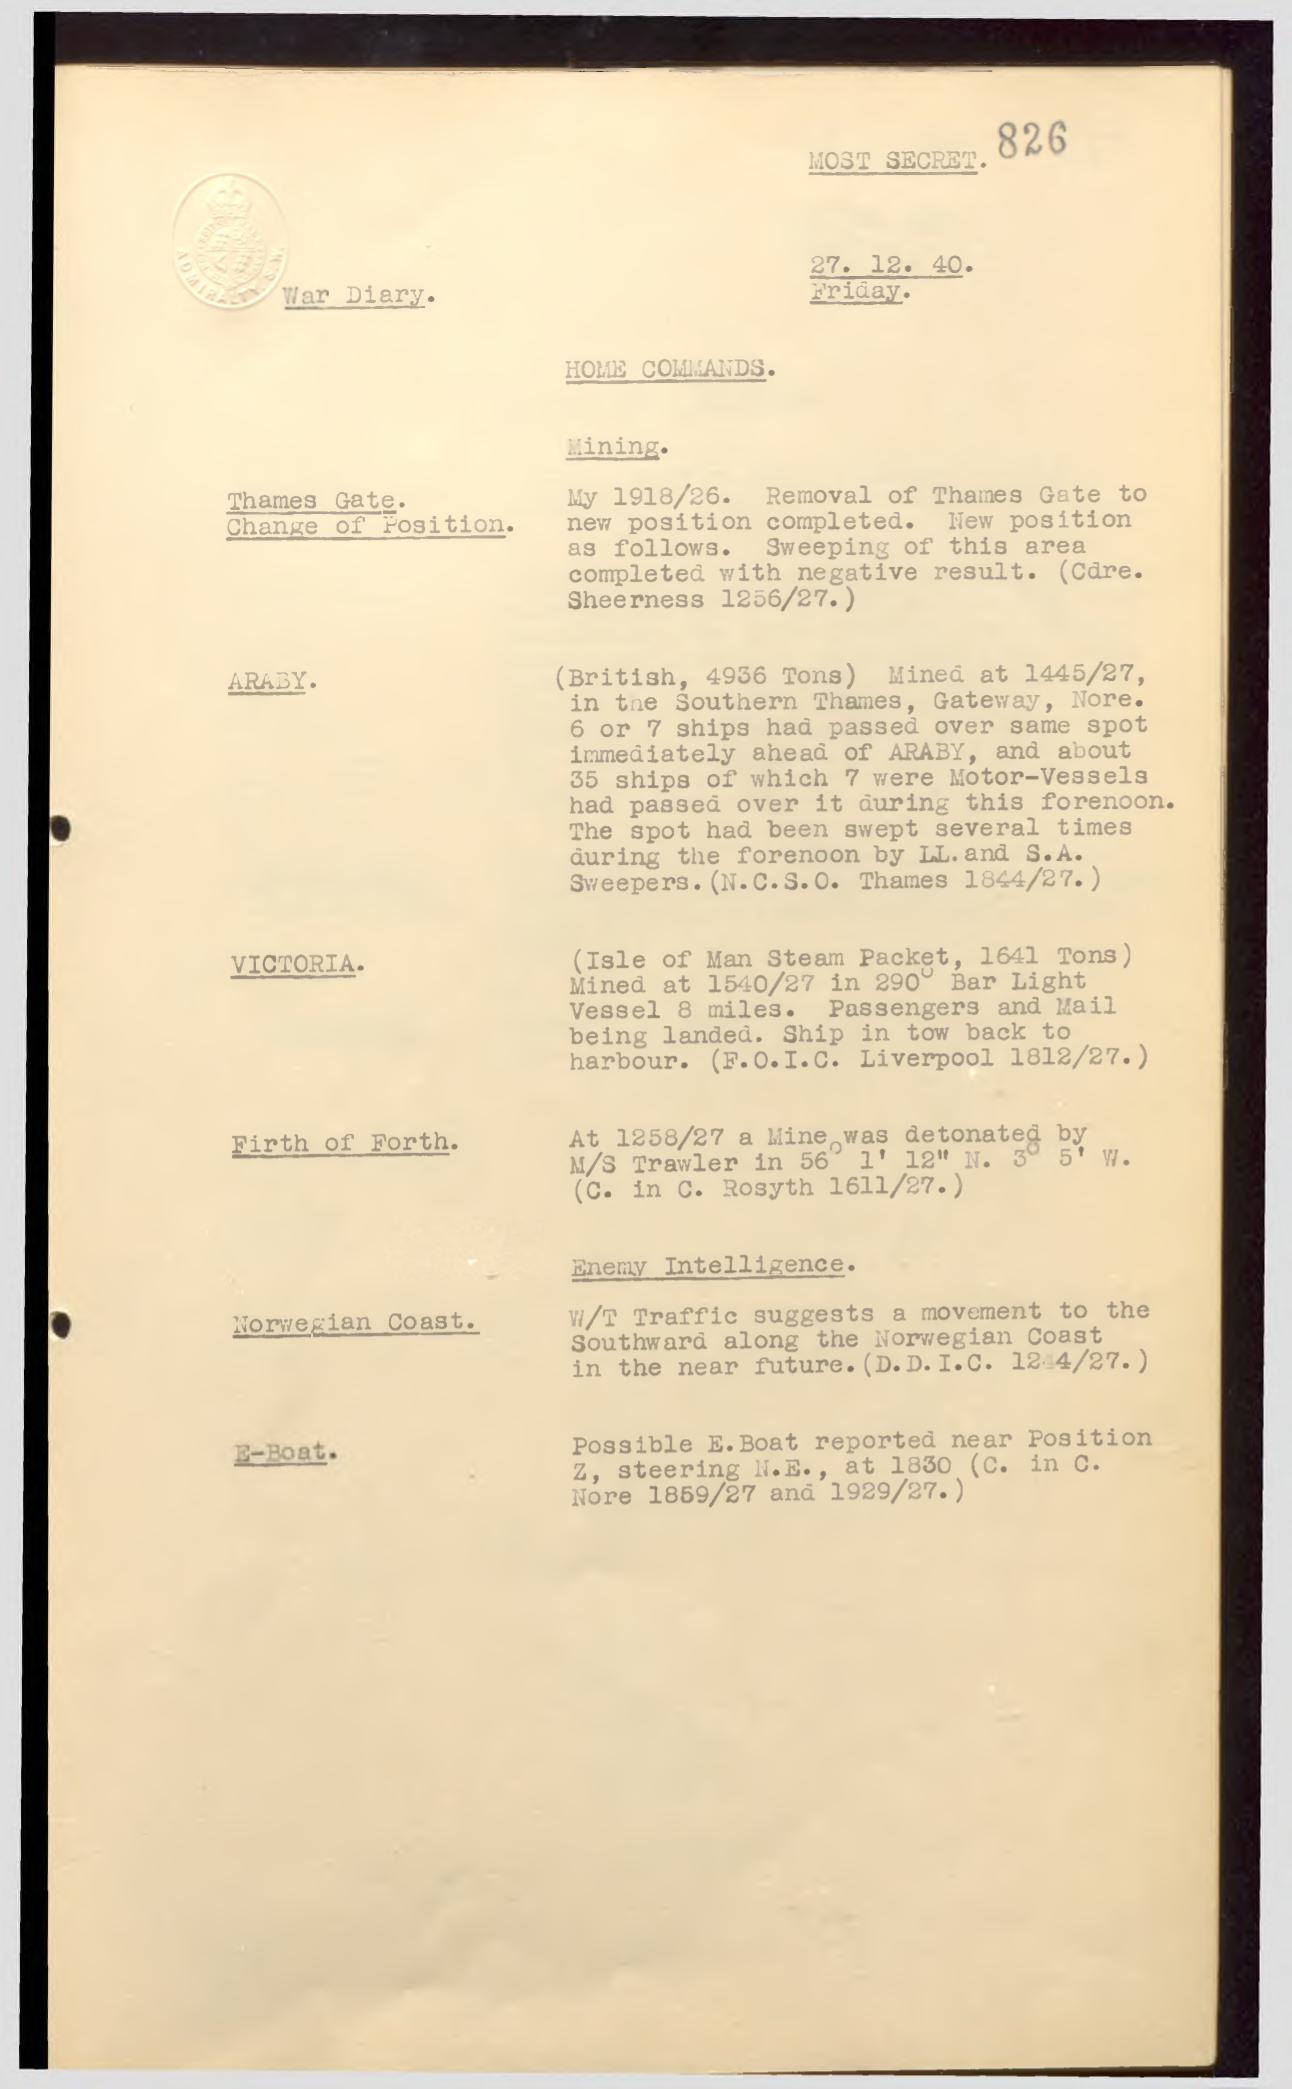 MOST SECRET. 826
ADMIRALTY. S.W.
27. 12. 40.
Friday.
War Diary.
HOME COMMANDS.
Mining.
Thames Gate.
Change of Position.
My 1918/26. Removal of Thames Gate to
new position completed. New position
as follows. Sweeping of this area
completed with negative result. (Cdre.
Sheerness 1256/27.)
ARABY.
(British, 4936 Tons) Mined at 1445/27,
in the Southern Thames, Gateway, Nore.
6 or 7 ships had passed over same spot
immediately ahead of ARABY, and about
35 ships of which 7 were Motor-Vessels
had passed over it during this forenoon.
The spot had been swept several times
during the forenoon by LL. and S.A.
Sweepers. (N.C.S.O. Thames 1844/27.)
VICTORIA.
(Isle of Man Steam Packet, 1641 Tons)
Mined at 1540/27 in 290° Bar Light
Vessel 8 miles. Passengers and Mail
being landed. Ship in tow back to
harbour. (F.O.I.C. Liverpool 1812/27.)
Firth of Forth.
At 1258/27 a Mine was detonated by
M/S Trawler in 56° 1' 12" N. 3° 5' W.
(C. in C. Rosyth 1611/27.)
Enemy Intelligence.
Norwegian Coast.
W/T Traffic suggests a movement to the
Southward along the Norwegian Coast
in the near future. (D.D.I.C.
E-Boat.
Possible E.Boat reported near Position
Z, steering N.E., at 1830 (C. in C.
Nore 1859/27 and 1929/27.)